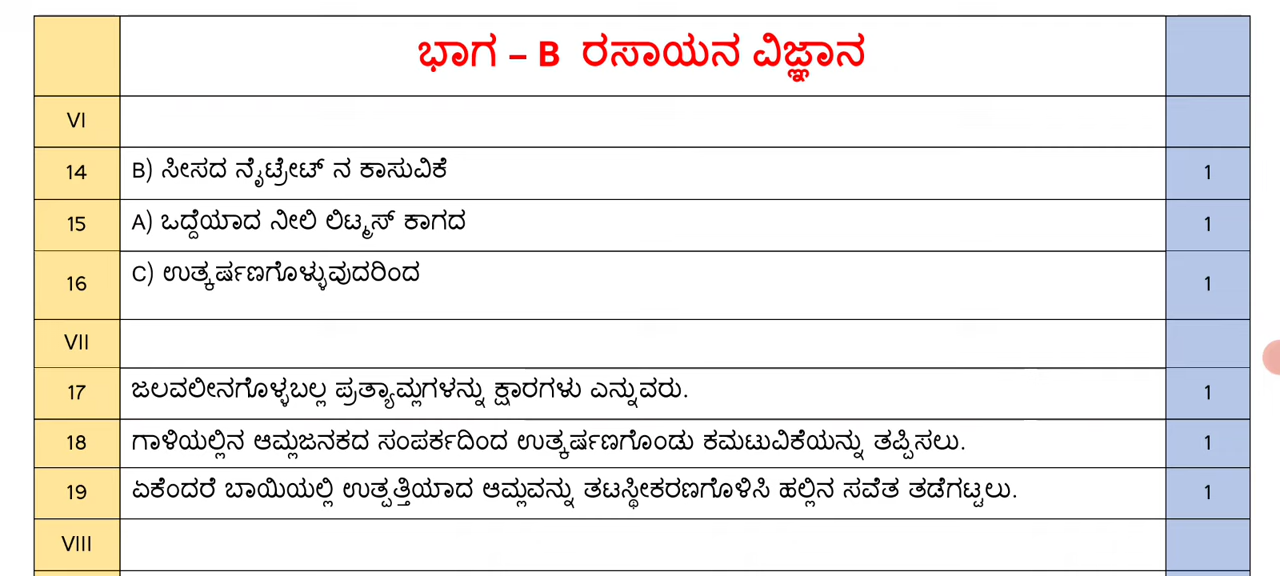 ಭಾಗ – B ರಸಾಯನ ವಿಜ್ಞಾನ
VI
14 B) ಸೀಸದ ನೈಟ್ರೇಟ್ ನ ಕಾಸುವಿಕೆ 1
15 A) ಒದ್ದೆಯಾದ ನೀಲಿ ಲಿಟ್ಮಸ್ ಕಾಗದ 1
16 C) ಉತ್ಕರ್ಷಣಗೊಳ್ಳುವುದರಿಂದ 1
VII
17 ಜಲವಲೀನಗೊಳ್ಳಬಲ್ಲ ಪ್ರತ್ಯಾಮ್ಲಗಳನ್ನು ಕ್ಷಾರಗಳು ಎನ್ನುವರು. 1
18 ಗಾಳಿಯಲ್ಲಿನ ಆಮ್ಲಜನಕದ ಸಂಪರ್ಕದಿಂದ ಉತ್ಕರ್ಷಣಗೊಂಡು ಕಮಟುವಿಕೆಯನ್ನು ತಪ್ಪಿಸಲು. 1
19 ಏಕೆಂದರೆ ಬಾಯಿಯಲ್ಲಿ ಉತ್ಪತ್ತಿಯಾದ ಆಮ್ಲವನ್ನು ತಟಸ್ಥೀಕರಣಗೊಳಿಸಿ ಹಲ್ಲಿನ ಸವೆತ ತಡೆಗಟ್ಟಲು. 1
VIII